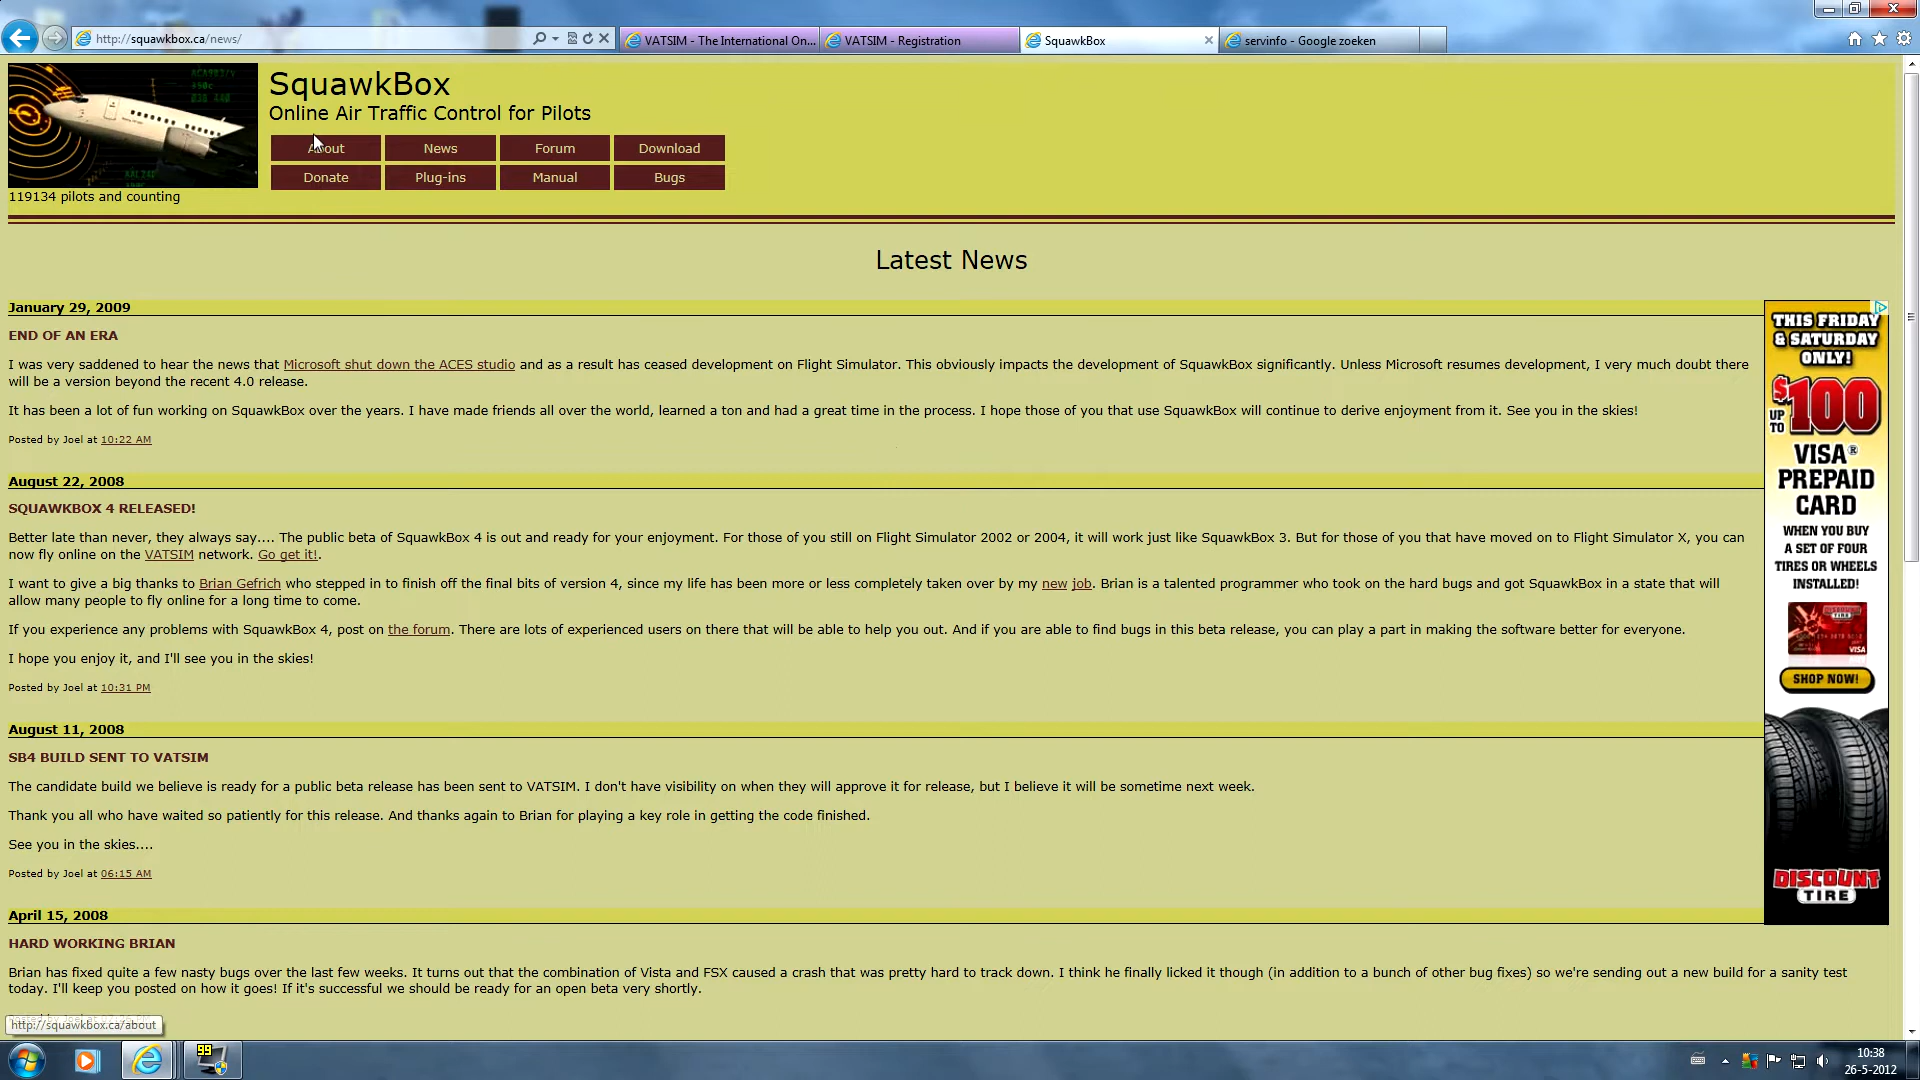 http://squawkbox.ca/news/
VATSIM - The International On...
VATSIM - Registration
SquawkBox
servinfo - Google zoeken
SquawkBox
Online Air Traffic Control for Pilots
About
News
Forum
Download
Donate
Plug-ins
Manual
Bugs
119134 pilots and counting
Latest News
January 29, 2009
END OF AN ERA
I was very saddened to hear the news that Microsoft shut down the ACES studio and as a result has ceased development on Flight Simulator. This obviously impacts the development of SquawkBox significantly. Unless Microsoft resumes development, I very much doubt there
will be a version beyond the recent 4.0 release.
It has been a lot of fun working on SquawkBox over the years. I have made friends all over the world, learned a ton and had a great time in the process. I hope those of you that use SquawkBox will continue to derive enjoyment from it. See you in the skies!
Posted by Joel at 10:22 AM
August 22, 2008
SQUAWKBOX 4 RELEASED!
Better late than never, they always say.... The public beta of SquawkBox 4 is out and ready for your enjoyment. For those of you still on Flight Simulator 2002 or 2004, it will work just like SquawkBox 3. But for those of you that have moved on to Flight Simulator X, you can
now fly online on the VATSIM network. Go get it!.
I want to give a big thanks to Brian Gefrich who stepped in to finish off the final bits of version 4, since my life has been more or less completely taken over by my new job. Brian is a talented programmer who took on the hard bugs and got SquawkBox in a state that will
allow many people to fly online for a long time to come.
If you experience any problems with SquawkBox 4, post on the forum. There are lots of experienced users on there that will be able to help you out. And if you are able to find bugs in this beta release, you can play a part in making the software better for everyone.
I hope you enjoy it, and I'll see you in the skies!
Posted by Joel at 10:31 PM
August 11, 2008
SB4 BUILD SENT TO VATSIM
The candidate build we believe is ready for a public beta release has been sent to VATSIM. I don't have visibility on when they will approve it for release, but I believe it will be sometime next week.
Thank you all who have waited so patiently for this release. And thanks again to Brian for playing a key role in getting the code finished.
See you in the skies....
Posted by Joel at 06:15 AM
April 15, 2008
HARD WORKING BRIAN
Brian has fixed quite a few nasty bugs over the last few weeks. It turns out that the combination of Vista and FSX caused a crash that was pretty hard to track down. I think he finally licked it though (in addition to a bunch of other bug fixes) so we're sending out a new build for a sanity test
today. I'll keep you posted on how it goes! If it's successful we should be ready for an open beta very shortly.
http://squawkbox.ca/about
THIS FRIDAY
& SATURDAY
ONLY!
UP TO $100
VISA®
PREPAID
CARD
WHEN YOU BUY
A SET OF FOUR
TIRES OR WHEELS
INSTALLED!
VISA
SHOP NOW!
DISCOUNT
TIRE
99
10:38
26-5-2012